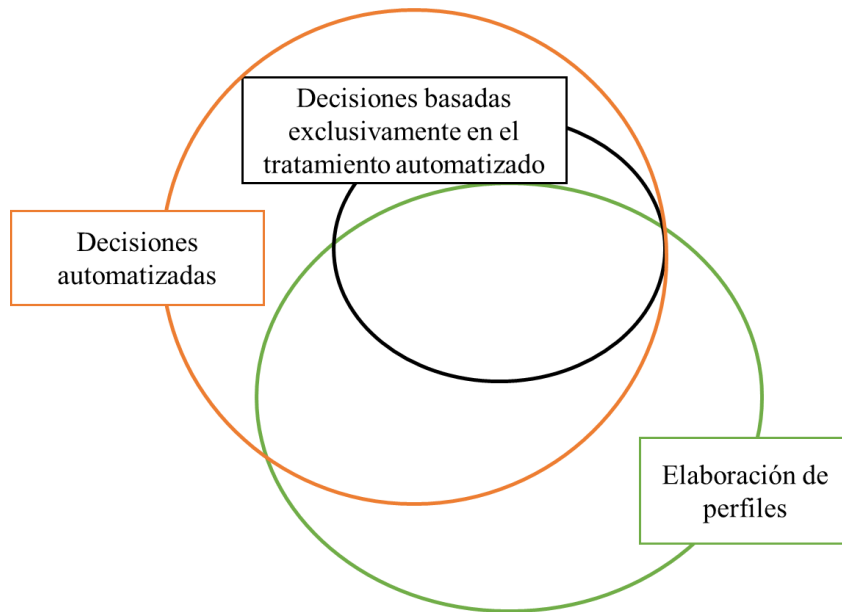 Decisiones basadas
exclusivamente en el
tratamiento automatizado
Decisiones
automatizadas
Elaboración de
perfiles